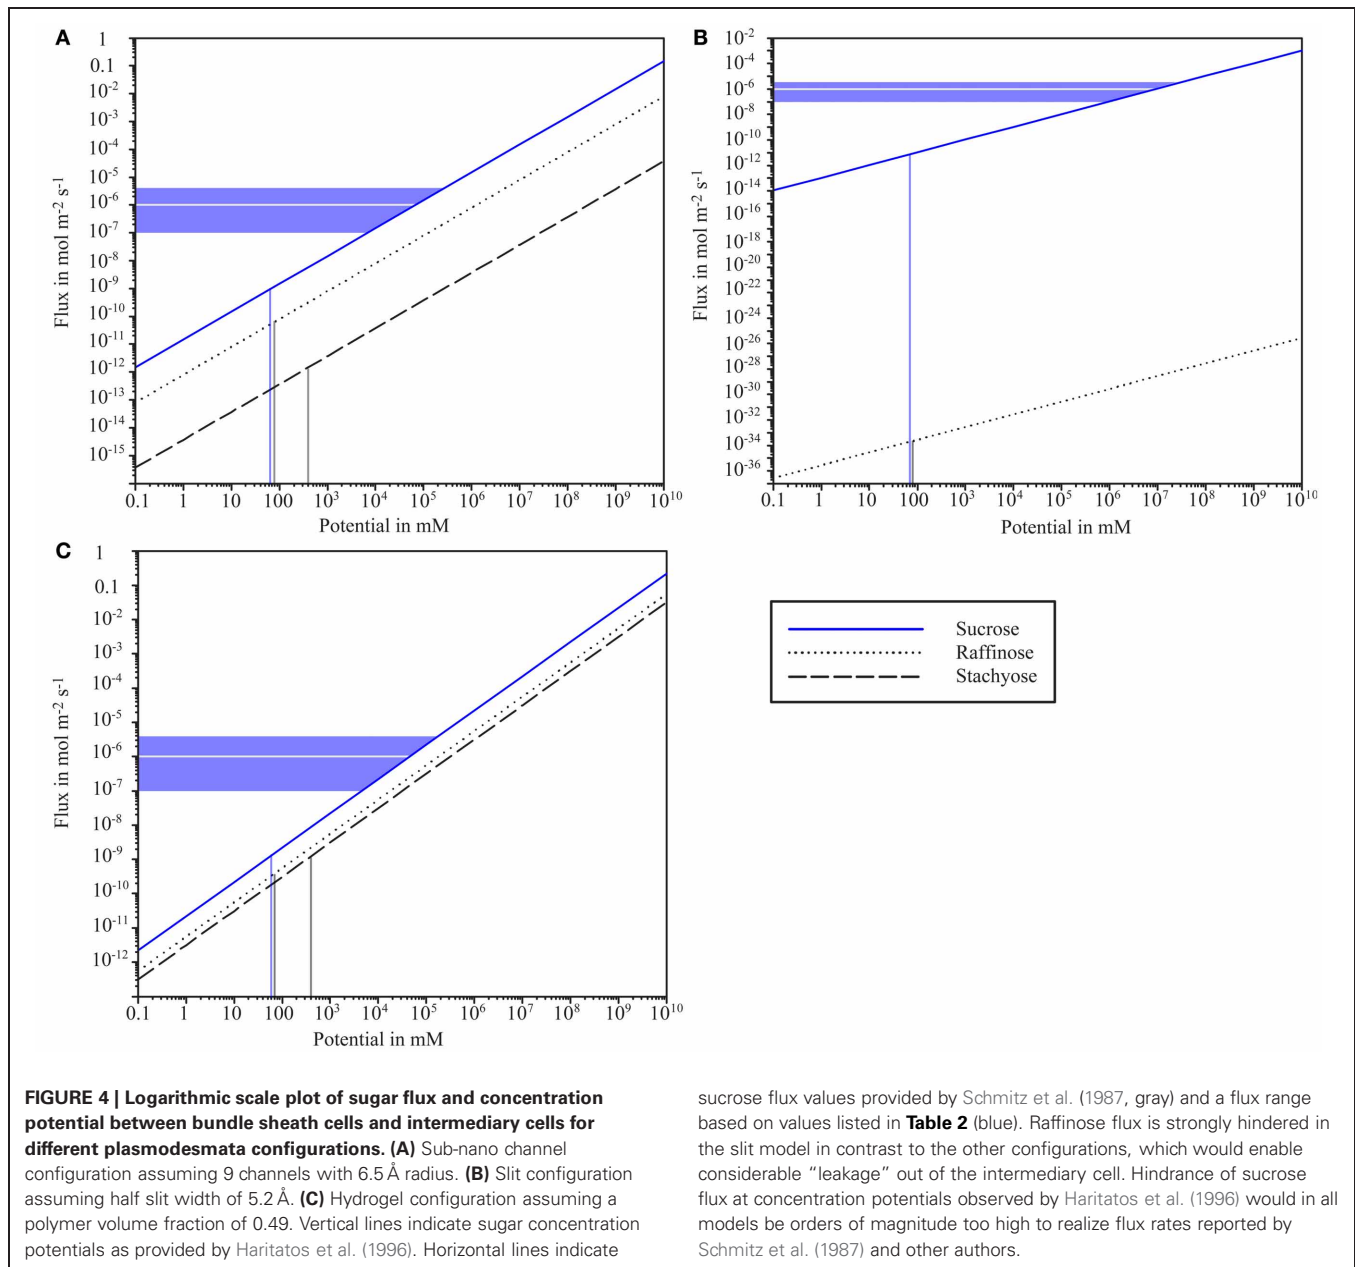 A
1
0.1
10-2
10-3
10-4
10-5
10-6
10-7
10-8
10-9
10-10
10-11
10-12
10-13
10-14
10-15
Flux in mol m-2 s-1
0.1 1 10 100 103 104 105 106 107 108 109 1010
Potential in mM
B
10-2
10-4
10-6
10-8
10-10
10-12
10-14
10-16
10-18
10-20
10-22
10-24
10-26
10-28
10-30
10-32
10-34
10-36
Flux in mol m-2 s-1
0.1 1 10 100 103 104 105 106 107 108 109 1010
Potential in mM
C
1
0.1
10-2
10-3
10-4
10-5
10-6
10-7
10-8
10-9
10-10
10-11
10-12
Flux in mol m-2 s-1
0.1 1 10 100 103 104 105 106 107 108 109 1010
Potential in mM
Sucrose
Raffinose
Stachyose
FIGURE 4 | Logarithmic scale plot of sugar flux and concentration
potential between bundle sheath cells and intermediary cells for
different plasmodesmata configurations. (A) Sub-nano channel
configuration assuming 9 channels with 6.5 Å radius. (B) Slit configuration
assuming half slit width of 5.2 Å. (C) Hydrogel configuration assuming a
polymer volume fraction of 0.49. Vertical lines indicate sugar concentration
potentials as provided by Haritatos et al. (1996). Horizontal lines indicate
sucrose flux values provided by Schmitz et al. (1987, gray) and a flux range
based on values listed in Table 2 (blue). Raffinose flux is strongly hindered in
the slit model in contrast to the other configurations, which would enable
considerable “leakage” out of the intermediary cell. Hindrance of sucrose
flux at concentration potentials observed by Haritatos et al. (1996) would in all
models be orders of magnitude too high to realize flux rates reported by
Schmitz et al. (1987) and other authors.